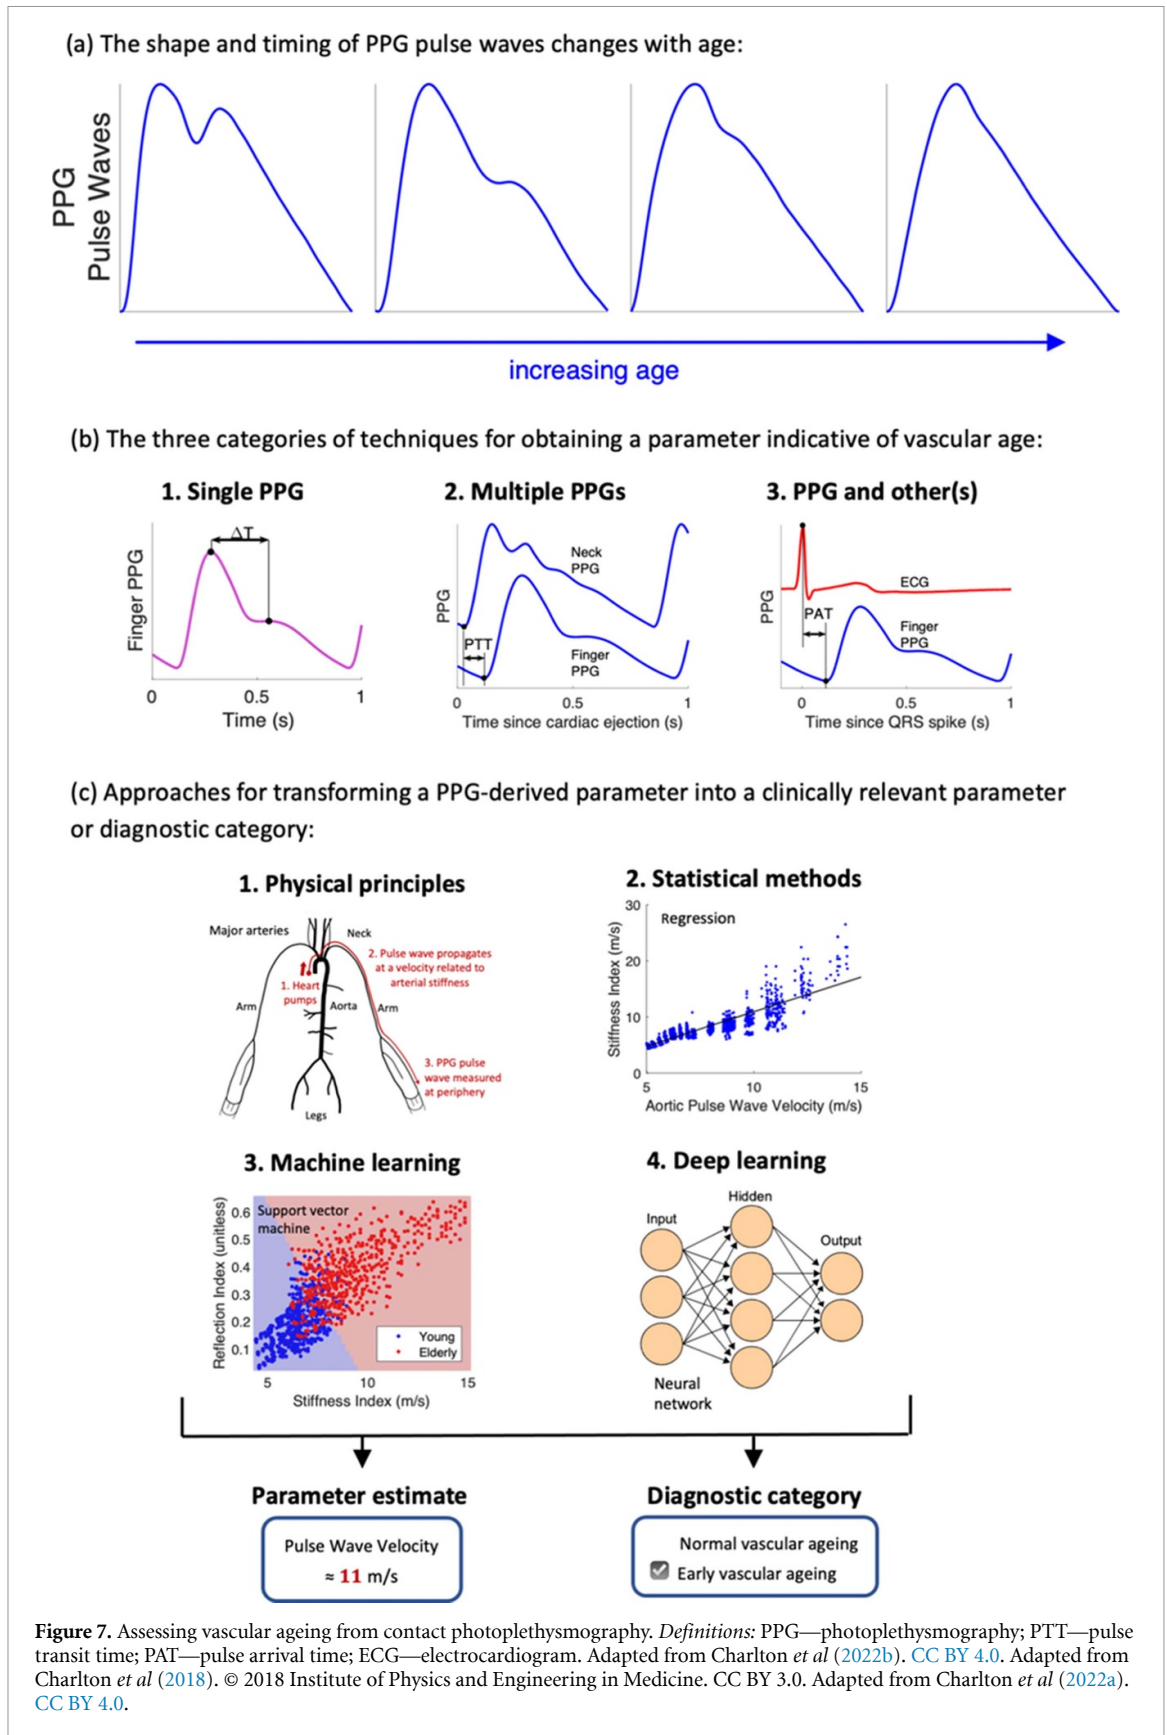 (a) The shape and timing of PPG pulse waves changes with age:
PPG
Pulse Waves
increasing age
(b) The three categories of techniques for obtaining a parameter indicative of vascular age:
1. Single PPG
ΔT
Finger PPG
0
0.5
1
Time (s)
2. Multiple PPGs
Neck
PPG
PPG
PTT
Finger
PPG
0
0.5
1
Time since cardiac ejection (s)
3. PPG and other(s)
ECG
PPG
PAT
Finger
PPG
0
0.5
1
Time since QRS spike (s)
(c) Approaches for transforming a PPG-derived parameter into a clinically relevant parameter
or diagnostic category:
1. Physical principles
Major arteries
Neck
2. Pulse wave propagates
at a velocity related to
arterial stiffness
1. Heart
pumps
Arm
Aorta
Arm
3. PPG pulse
wave measured
at periphery
Legs
2. Statistical methods
Regression
Stiffness Index (m/s)
30
20
10
0
5
10
15
Aortic Pulse Wave Velocity (m/s)
3. Machine learning
Support vector
machine
Reflection Index (unitless)
0.6
0.5
0.4
0.3
0.2
0.1
Young
Elderly
5
10
15
Stiffness Index (m/s)
4. Deep learning
Hidden
Input
Output
Neural
network
Parameter estimate
Pulse Wave Velocity
≈ 11 m/s
Diagnostic category
Normal vascular ageing
Early vascular ageing
Figure 7. Assessing vascular ageing from contact photoplethysmography. Definitions: PPG—photoplethysmography; PTT—pulse
transit time; PAT—pulse arrival time; ECG—electrocardiogram. Adapted from Charlton et al (2022b). CC BY 4.0. Adapted from
Charlton et al (2018). © 2018 Institute of Physics and Engineering in Medicine. CC BY 3.0. Adapted from Charlton et al (2022a).
CC BY 4.0.